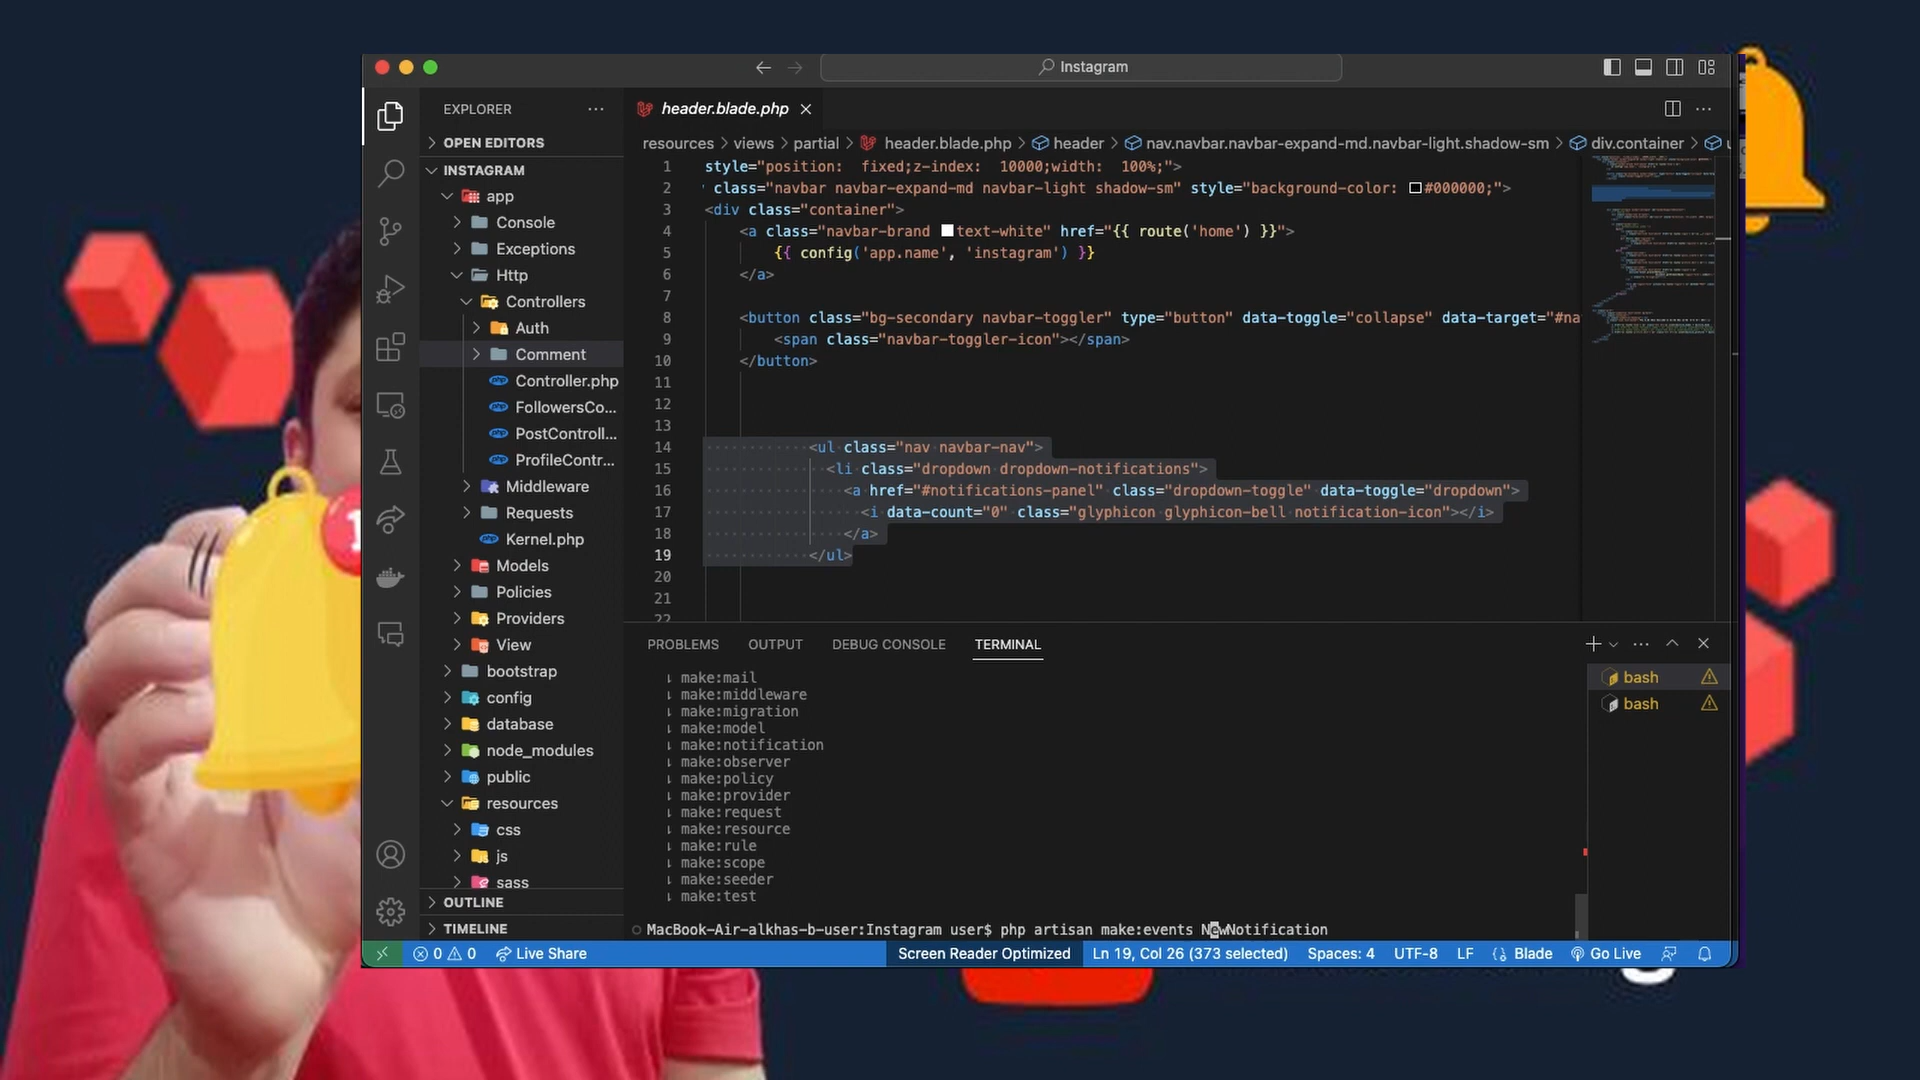 Instagram
EXPLORER
header.blade.php
OPEN EDITORS
resources > views > partial > header.blade.php > header > nav.navbar.navbar-expand-md.navbar-light.shadow-sm > div.container >
INSTAGRAM
app
Console
Exceptions
Http
Controllers
Auth
Comment
Controller.php
FollowersCo...
PostControll...
ProfileContr...
Middleware
Requests
Kernel.php
Models
Policies
Providers
View
bootstrap
config
database
node_modules
public
resources
css
js
sass
OUTLINE
TIMELINE
1 style="position: fixed;z-index: 10000;width: 100%;">
2 ' class="navbar navbar-expand-md navbar-light shadow-sm" style="background-color: #000000;">
3 <div class="container">
4 <a class="navbar-brand text-white" href="{{ route('home') }}">
5 {{ config('app.name', 'instagram') }}
6 </a>
7
8 <button class="bg-secondary navbar-toggler" type="button" data-toggle="collapse" data-target="#na
9 <span class="navbar-toggler-icon"></span>
10 </button>
11
12
13
14 <ul class="nav navbar-nav">
15 <li class="dropdown dropdown-notifications">
16 <a href="#notifications-panel" class="dropdown-toggle" data-toggle="dropdown">
17 <i data-count="0" class="glyphicon glyphicon-bell notification-icon"></i>
18 </a>
19 </ul>
20
21
22
PROBLEMS OUTPUT DEBUG CONSOLE TERMINAL
make:mail
make:middleware
make:migration
make:model
make:notification
make:observer
make:policy
make:provider
make:request
make:resource
make:rule
make:scope
make:seeder
make:test
MacBook-Air-alkhas-b-user:Instagram user$ php artisan make:events NewNotification
bash
bash
0 0 Live Share Screen Reader Optimized Ln 19, Col 26 (373 selected) Spaces: 4 UTF-8 LF Blade Go Live
1